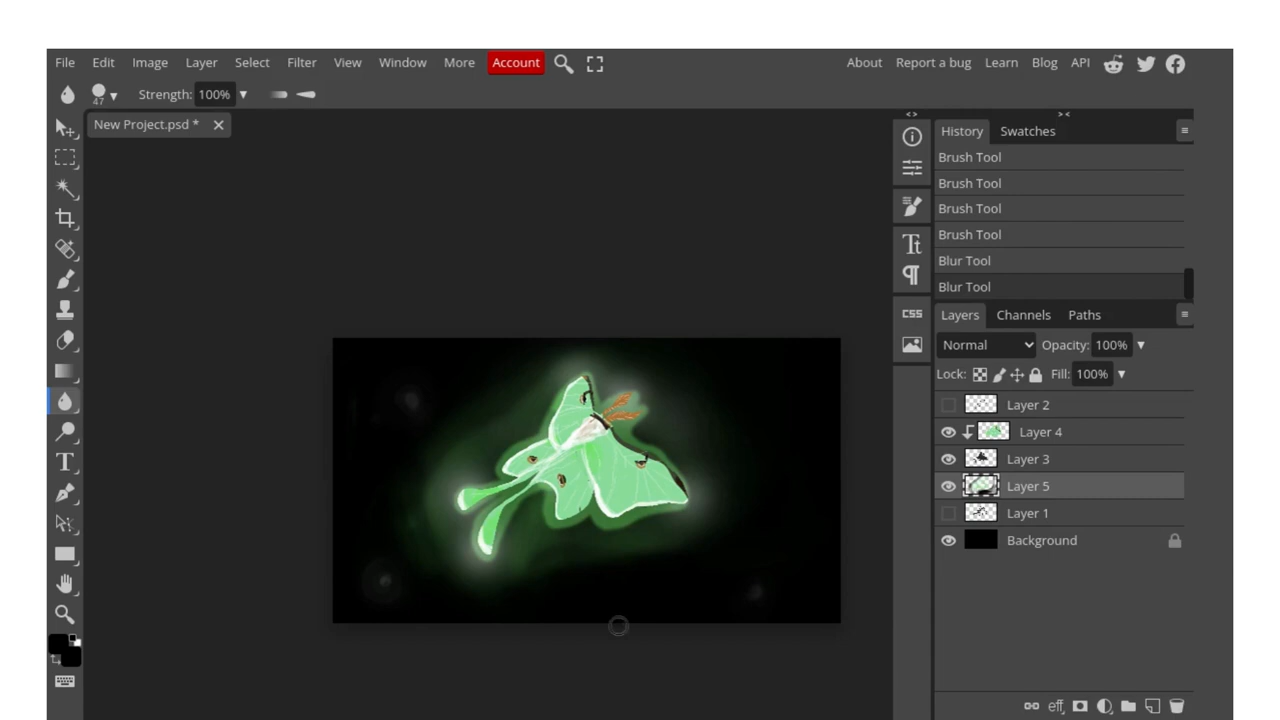 File Edit Image Layer Select Filter View Window More Account About Report a bug Learn Blog API
47 Strength: 100%
New Project.psd *
History Swatches
Brush Tool
Brush Tool
Brush Tool
Brush Tool
Blur Tool
Blur Tool
CSS
Layers Channels Paths
Normal Opacity: 100%
Lock: Fill: 100%
Layer 2
Layer 4
Layer 3
Layer 5
Layer 1
Background
eff